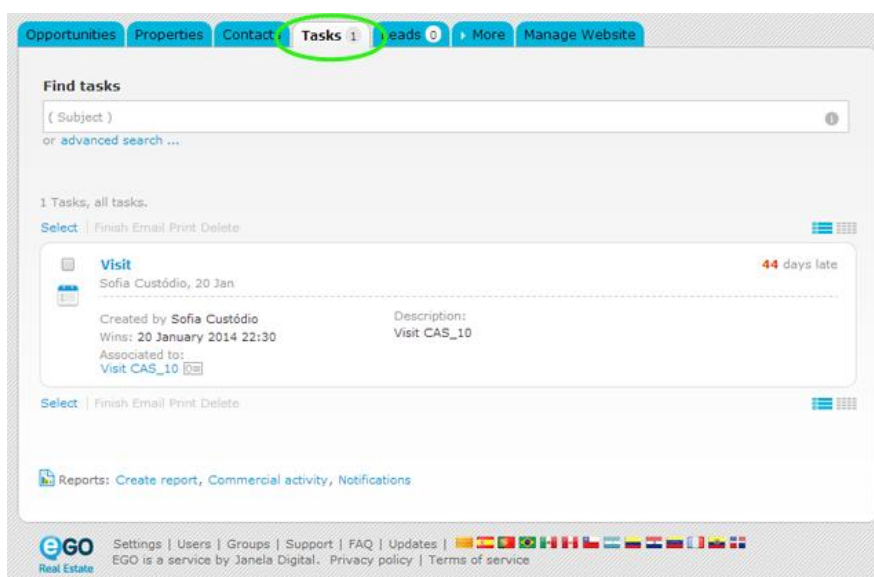 Opportunities Properties Contacts Tasks 1 Leads 0 More Manage Website
Find tasks
( Subject )
or advanced search ...
1 Tasks, all tasks.
Select | Finish Email Print Delete
Visit
44 days late
Sofia Custódio, 20 Jan
Created by Sofia Custódio
Description:
Wins: 20 January 2014 22:30
Visit CAS_10
Associated to:
Visit CAS_10
Select | Finish Email Print Delete
Reports: Create report, Commercial activity, Notifications
eGO Real Estate
Settings | Users | Groups | Support | FAQ | Updates |
EGO is a service by Janela Digital. Privacy policy | Terms of service